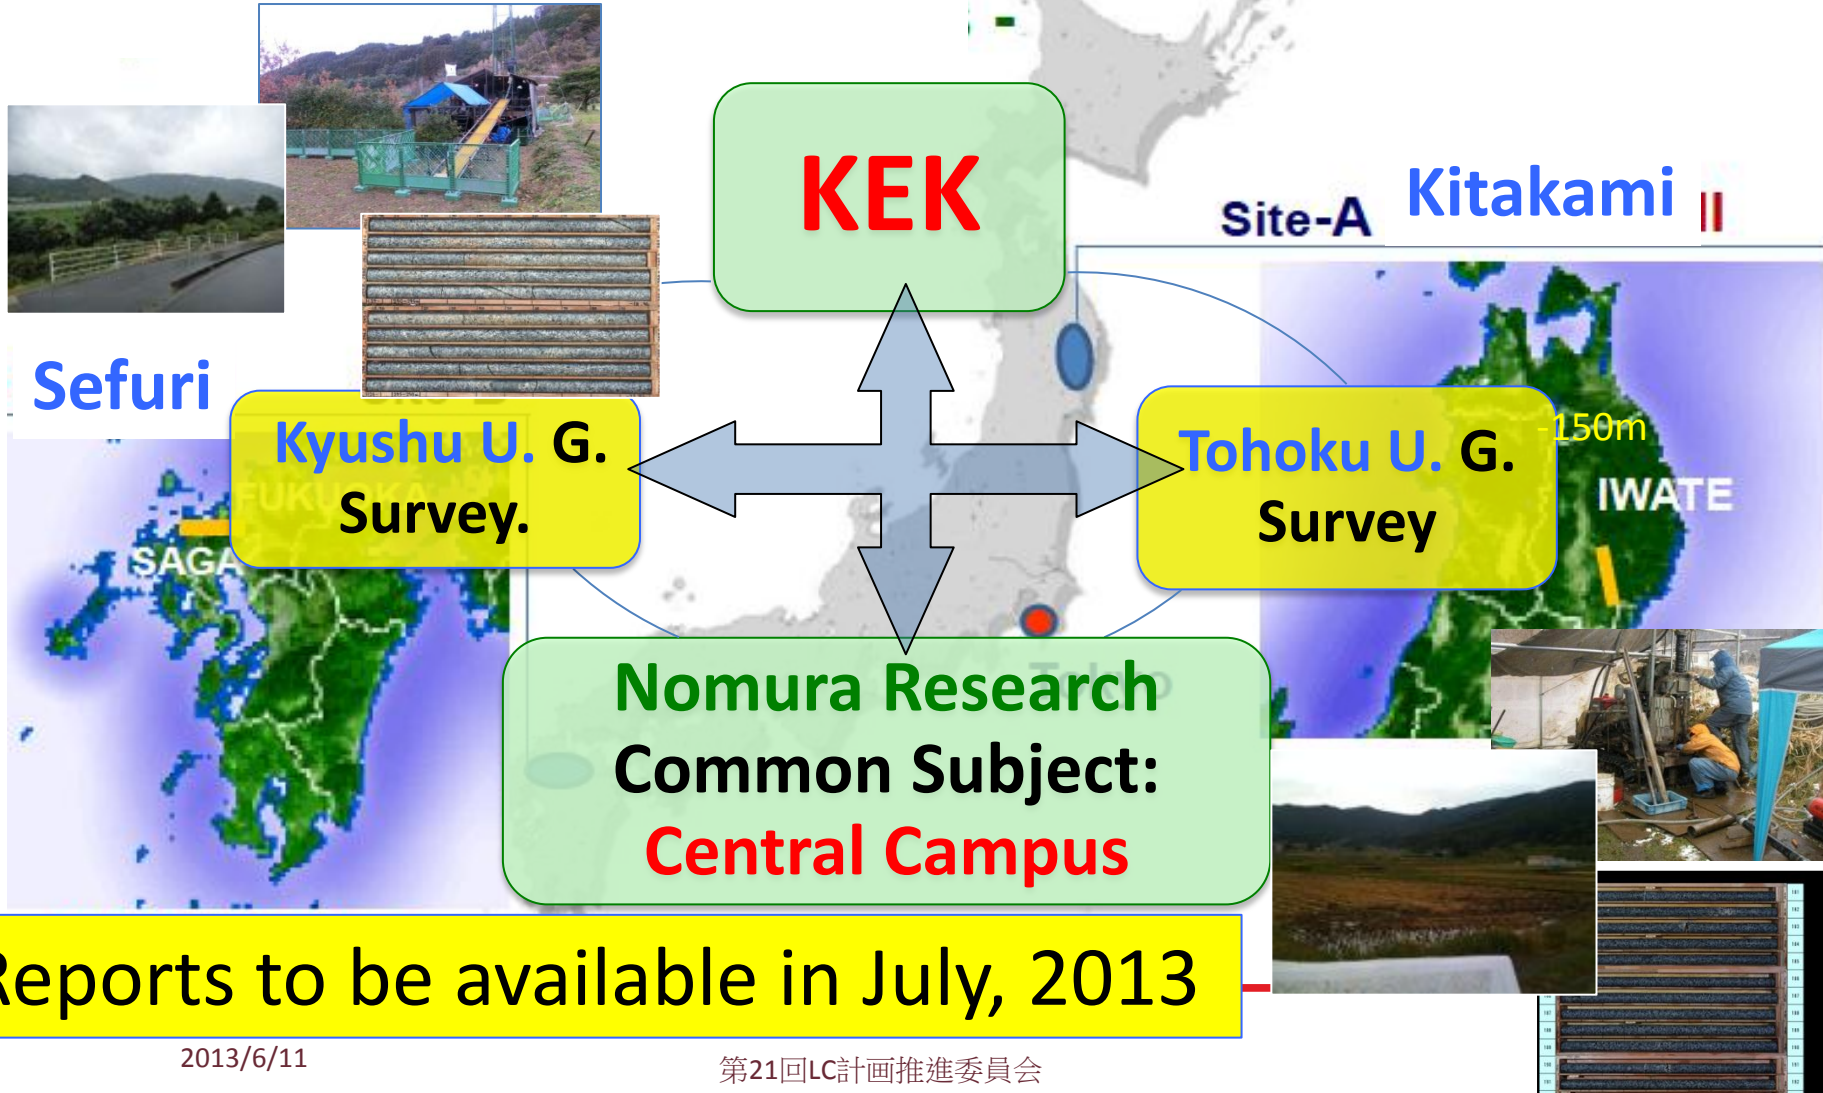 KEK
Site-A
Kitakami
Sefuri
Kyushu U. G.
Survey.
Tohoku U. G.
Survey
-150m
IWATE
FUKUOKA
SAGA
Tokyo
Nomura Research
Common Subject:
Central Campus
Reports to be available in July, 2013
2013/6/11
第21回LC計画推進委員会